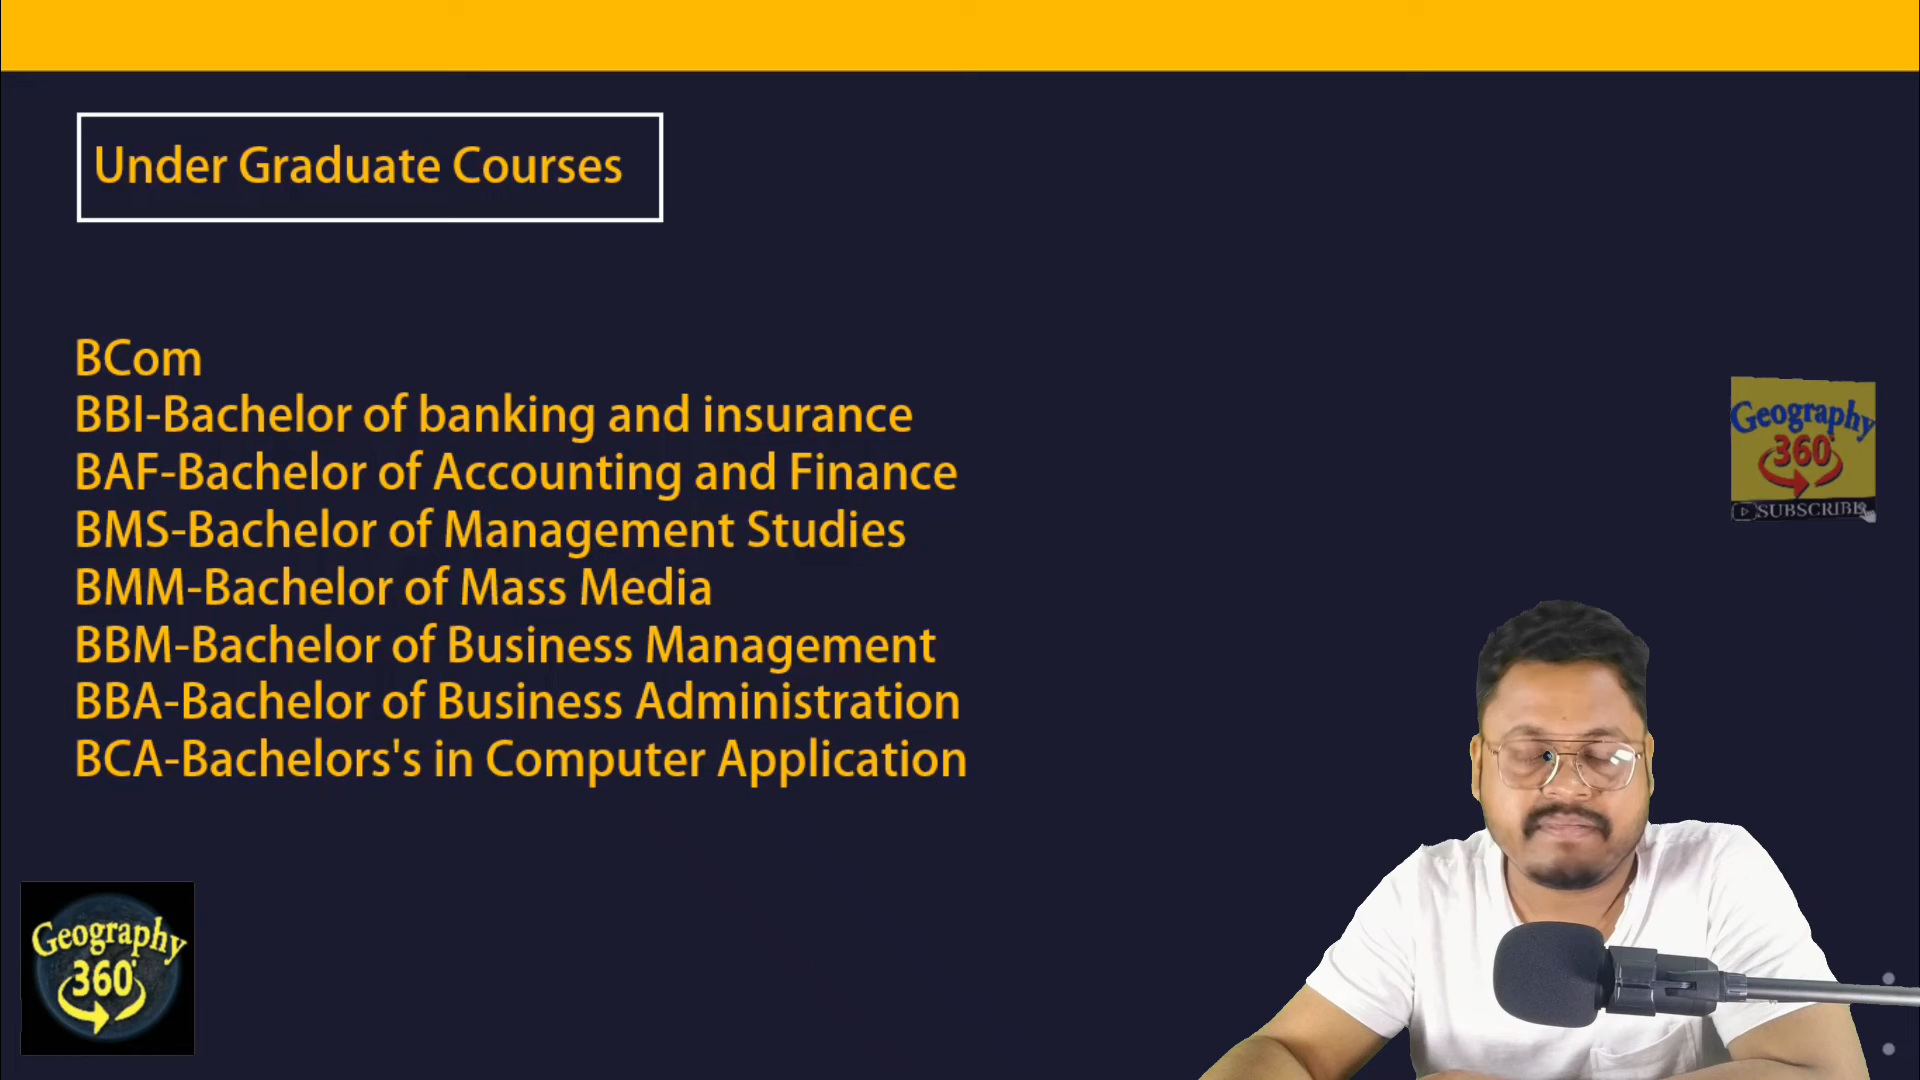 Under Graduate Courses
BCom
BBI-Bachelor of banking and insurance
BAF-Bachelor of Accounting and Finance
BMS-Bachelor of Management Studies
BMM-Bachelor of Mass Media
BBM-Bachelor of Business Management
BBA-Bachelor of Business Administration
BCA-Bachelors's in Computer Application
Geography
360°
SUBSCRIBE
Geography
360°